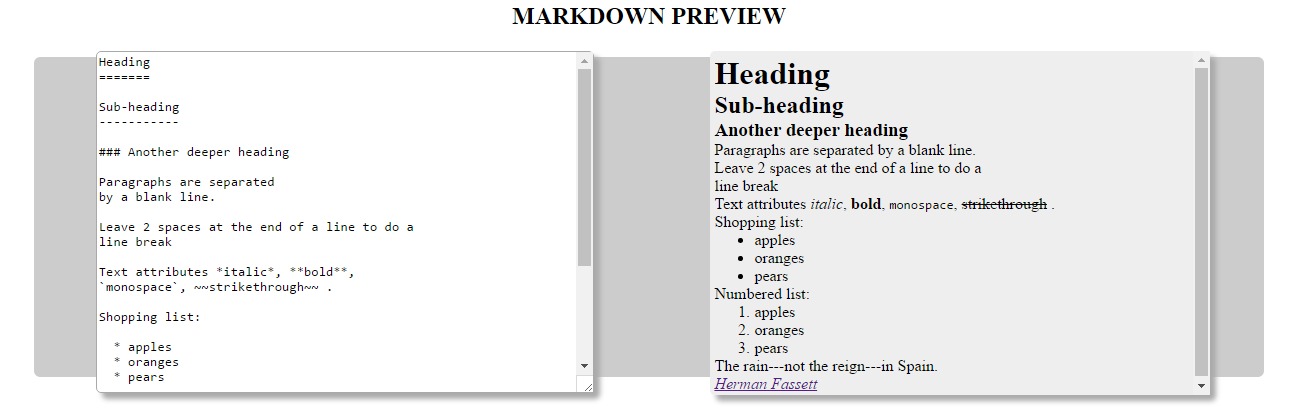 MARKDOWN PREVIEW
Heading
=======
Sub-heading
-----------
### Another deeper heading
Paragraphs are separated
by a blank line.
Leave 2 spaces at the end of a line to do a
line break
Text attributes *italic*, **bold**,
`monospace`, ~~strikethrough~~ .
Shopping list:
* apples
* oranges
* pears
Heading
Sub-heading
Another deeper heading
Paragraphs are separated by a blank line.
Leave 2 spaces at the end of a line to do a
line break
Text attributes italic, bold, monospace, strikethrough .
Shopping list:
• apples
• oranges
• pears
Numbered list:
1. apples
2. oranges
3. pears
The rain---not the reign---in Spain.
Herman Fassett